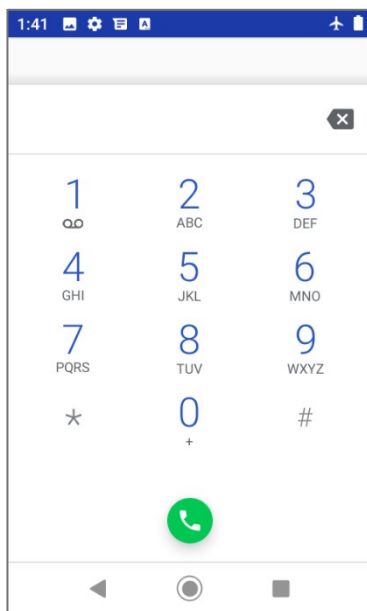 1:41
1 2 3
ABC DEF
4 5 6
GHI JKL MNO
7 8 9
PQRS TUV WXYZ
* 0 #
+